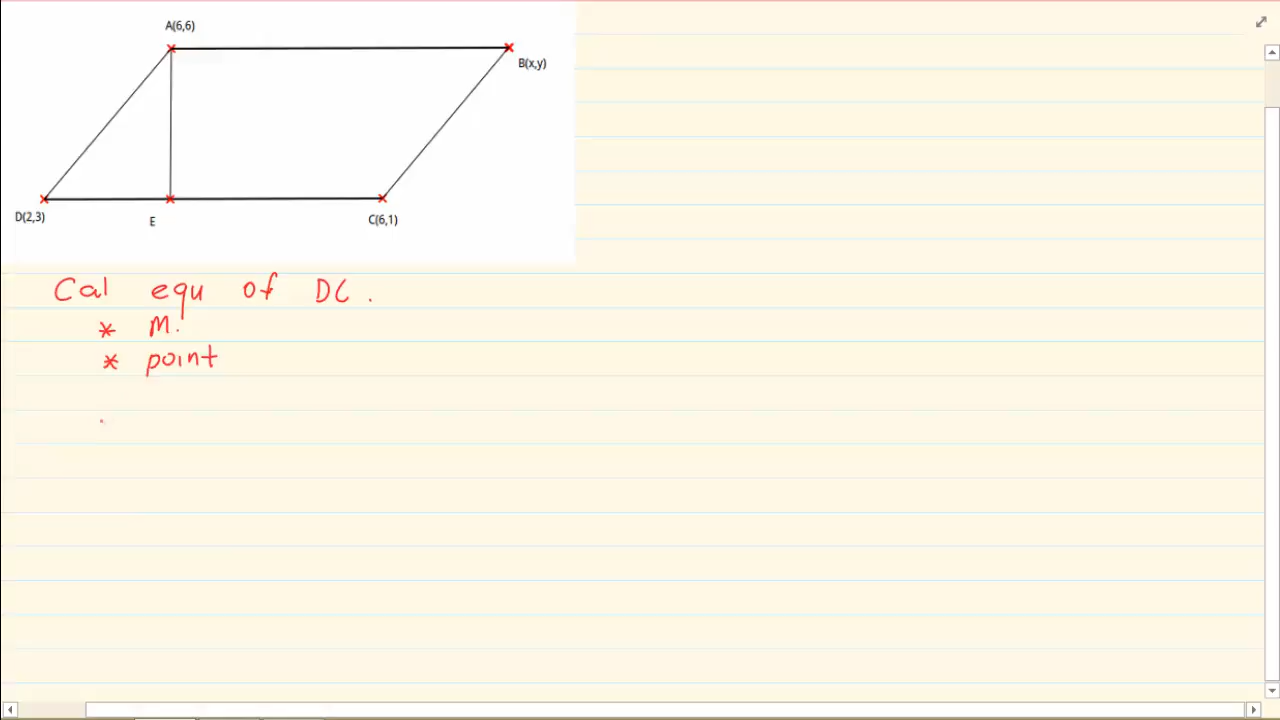 A(6,6)
B(x,y)
D(2,3)
E
C(6,1)
Cal equ of DC.
* M.
* point